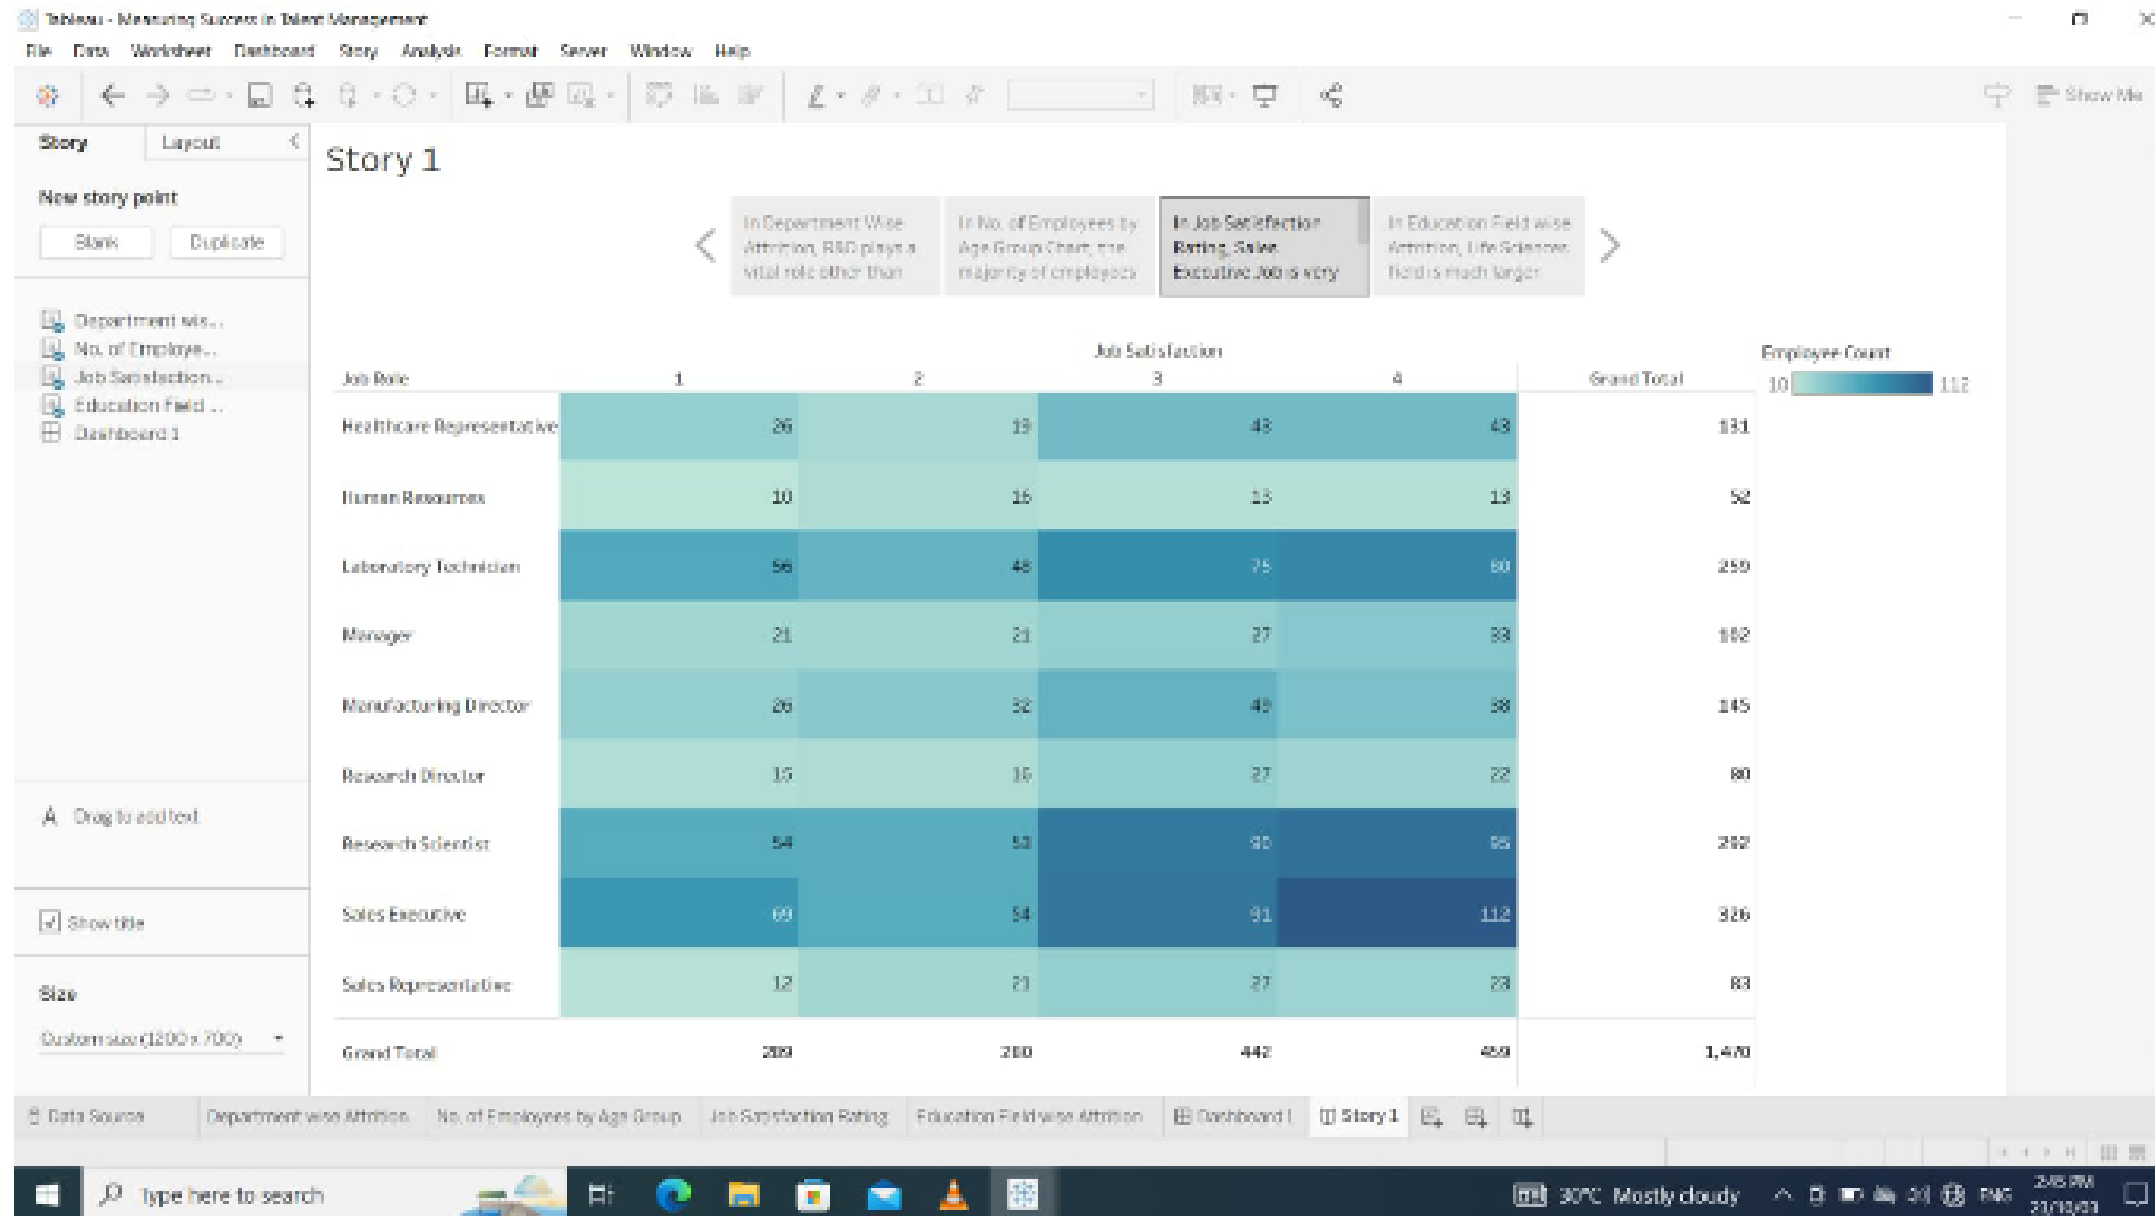 Tableau - Measuring Success in Talent Management
File Data Worksheet Dashboard Story Analysis Format Server Window Help
Show Me
Story Layout
Story 1
New story point
Blank Duplicate
In Department Wise
Attrition, R&D plays a
vital role other than
In No. of Employees by
Age Group Chart, the
majority of employees
In Job Satisfaction
Rating, Sales
Executive Job is very
In Education Field wise
Attrition, Life Sciences
field is much larger
Department wis...
No. of Employe...
Job Satisfaction...
Education Field ...
Dashboard 1
Job Satisfaction
Employee Count
10 112
Job Role 1 2 3 4 Grand Total
Healthcare Representative 26 19 43 43 131
Human Resources 10 16 13 13 52
Laboratory Technician 56 48 75 80 259
Manager 21 21 27 33 102
Manufacturing Director 26 32 49 38 145
Research Director 15 16 27 22 80
Research Scientist 54 53 90 95 292
Sales Executive 69 54 91 112 326
Sales Representative 12 21 27 23 83
Grand Total 289 280 442 459 1,470
A Drag to add text
Show title
Size
Custom size (1200 x 700)
Data Source Department wise Attrition No. of Employees by Age Group Job Satisfaction Rating Education Field wise Attrition Dashboard 1 Story 1
Type here to search
30°C Mostly cloudy
2:45 PM